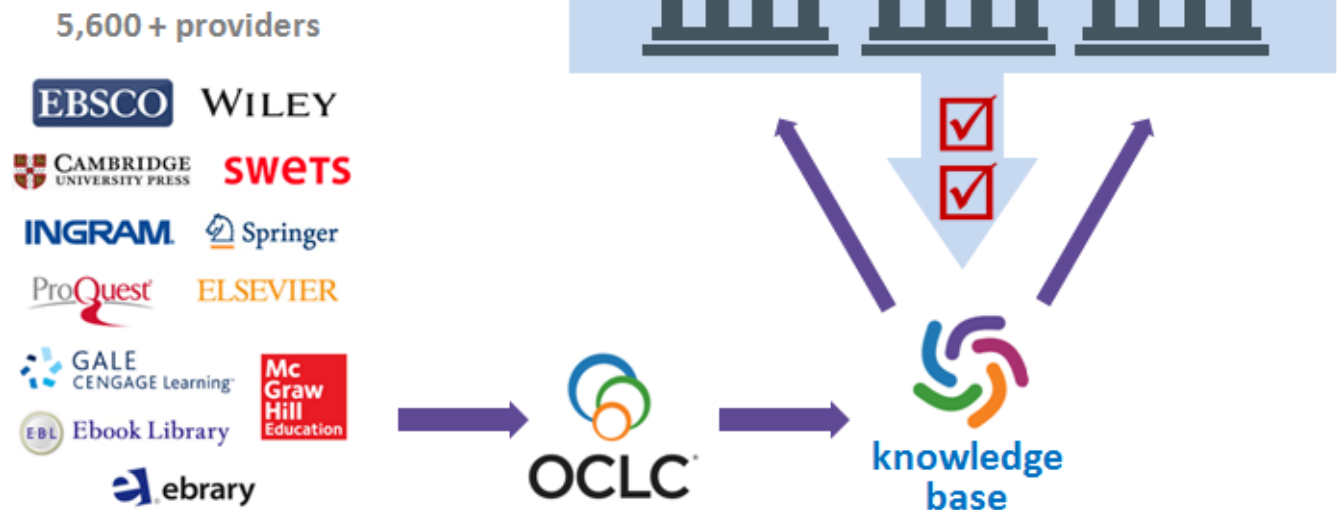 5,600 + providers
EBSCO WILEY
CAMBRIDGE
UNIVERSITY PRESS
swets
INGRAM Springer
ProQuest ELSEVIER
GALE
CENGAGE Learning
Mc
Graw
Hill
Education
EBL Ebook Library
ebrary
OCLC
knowledge
base